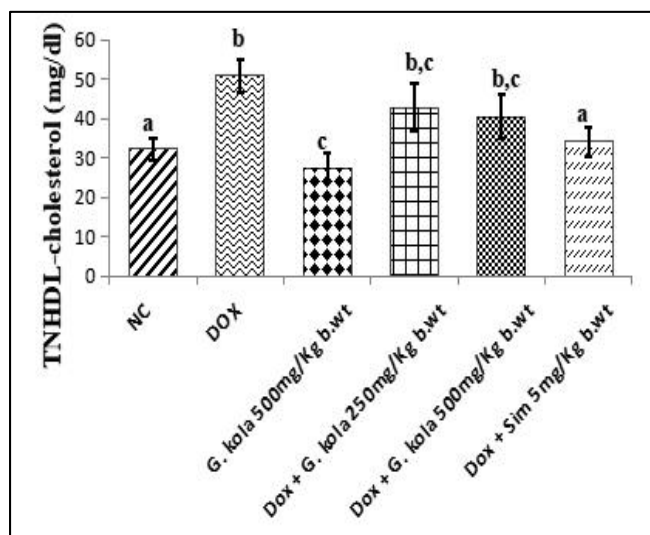 TNHDL-cholesterol (mg/dl)
60
50
40
30
20
10
0
a
b
c
b,c
b,c
a
NC
DOX
G. kola 500mg/Kg b.wt
Dox + G. kola 250mg/Kg b.wt
Dox + G. kola 500mg/Kg b.wt
Dox + Sim 5mg/Kg b.wt